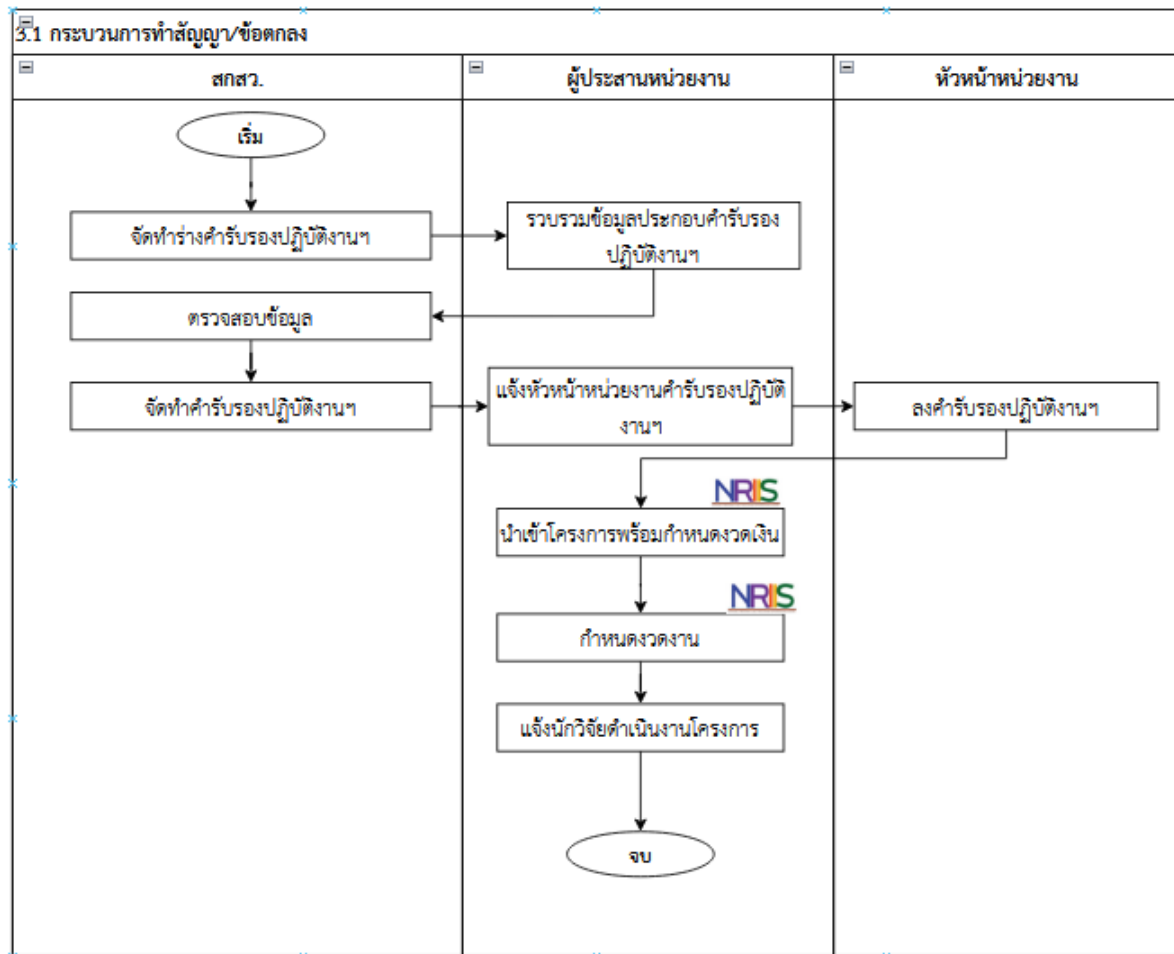 3.1 กระบวนการทำสัญญา/ข้อตกลง
สกสว.
ผู้ประสานหน่วยงาน
หัวหน้าหน่วยงาน
เริ่ม
จัดทำร่างคำรับรองปฏิบัติงานฯ
รวบรวมข้อมูลประกอบคำรับรอง
ปฏิบัติงานฯ
ตรวจสอบข้อมูล
จัดทำคำรับรองปฏิบัติงานฯ
แจ้งหัวหน้าหน่วยงานคำรับรองปฏิบัติ
งานฯ
ลงคำรับรองปฏิบัติงานฯ
NRIIS
นำเข้าโครงการพร้อมกำหนดงวดเงิน
NRIIS
กำหนดงวดงาน
แจ้งนักวิจัยดำเนินงานโครงการ
จบ